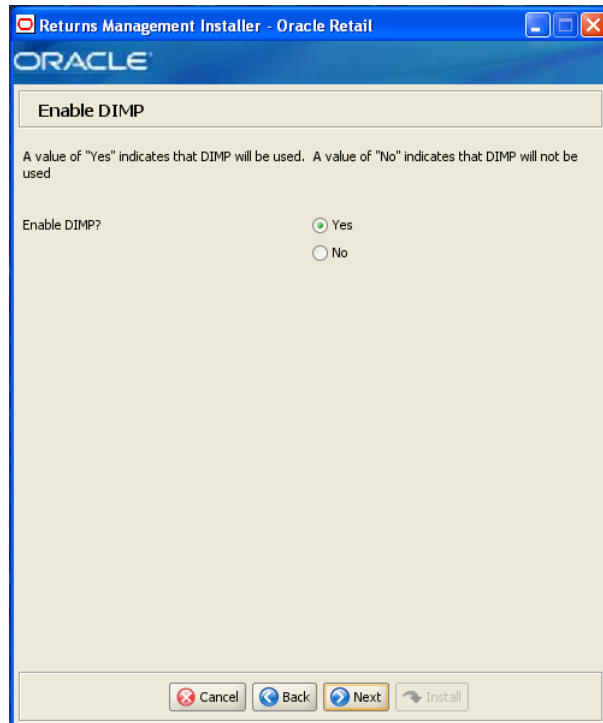 Returns Management Installer - Oracle Retail
ORACLE
Enable DIMP
A value of "Yes" indicates that DIMP will be used. A value of "No" indicates that DIMP will not be
used
Enable DIMP?
Yes
No
Cancel
Back
Next
Install